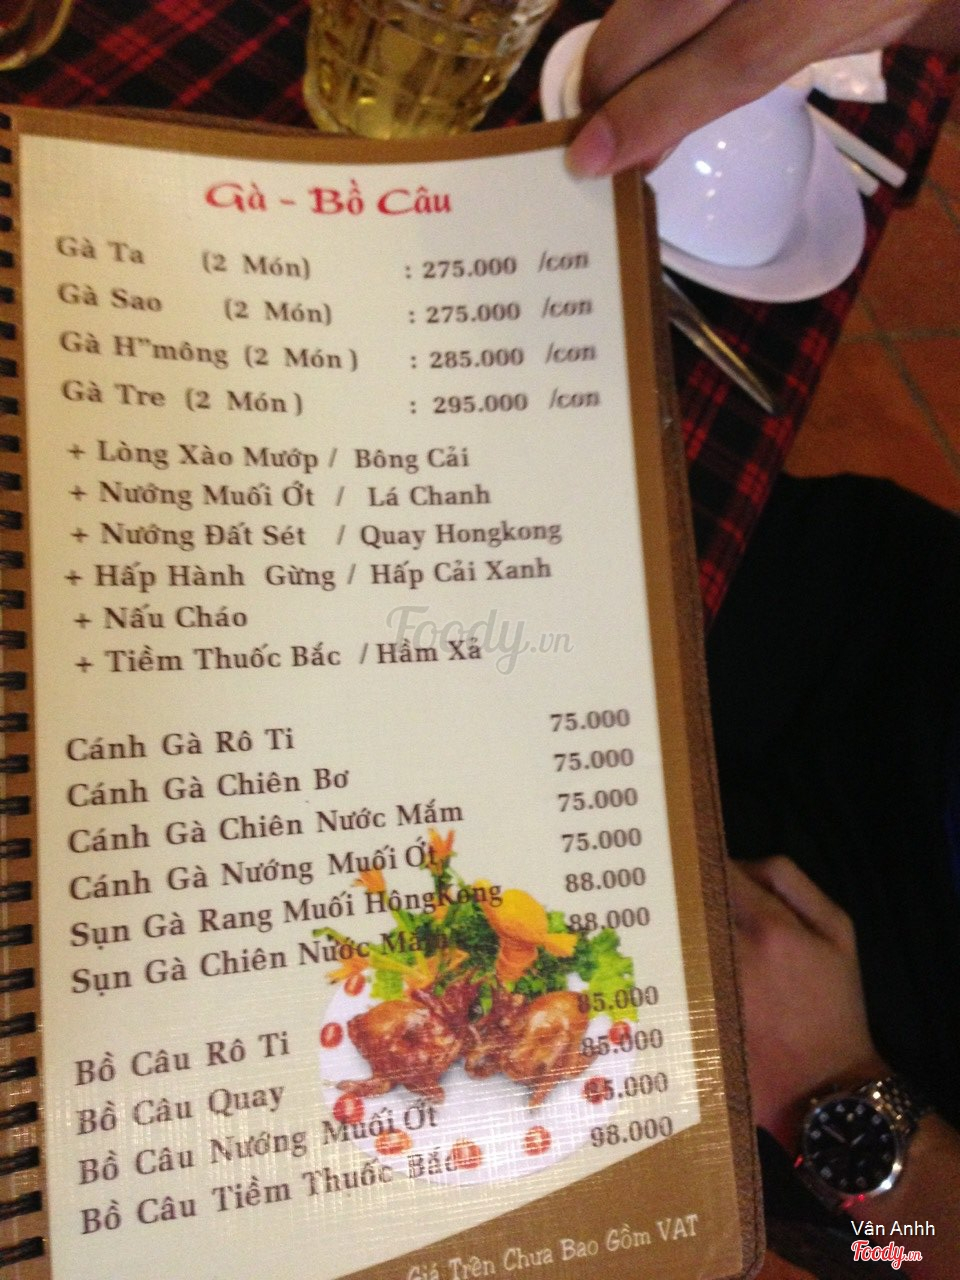 Gà - Bồ Câu
Gà Ta (2 Món) : 275.000 /con
Gà Sao (2 Món) : 275.000 /con
Gà H"mông (2 Món) : 285.000 /con
Gà Tre (2 Món) : 295.000 /con
+ Lòng Xào Mướp / Bông Cải
+ Nướng Muối Ớt / Lá Chanh
+ Nướng Đất Sét / Quay Hongkong
+ Hấp Hành Gừng / Hấp Cải Xanh
+ Nấu Cháo
Foody.vn
+ Tiềm Thuốc Bắc / Hầm Xả
Cánh Gà Rô Ti 75.000
Cánh Gà Chiên Bơ 75.000
Cánh Gà Chiên Nước Mắm 75.000
Cánh Gà Nướng Muối Ớt 75.000
Sụn Gà Rang Muối HôngKong 88.000
Sụn Gà Chiên Nước Mắm 88.000
Bồ Câu Rô Ti 85.000
Bồ Câu Quay 85.000
Bồ Câu Nướng Muối Ớt 85.000
Bồ Câu Tiềm Thuốc Bắc 98.000
Giá Trên Chưa Bao Gồm VAT
Vân Anhh
Foody.vn